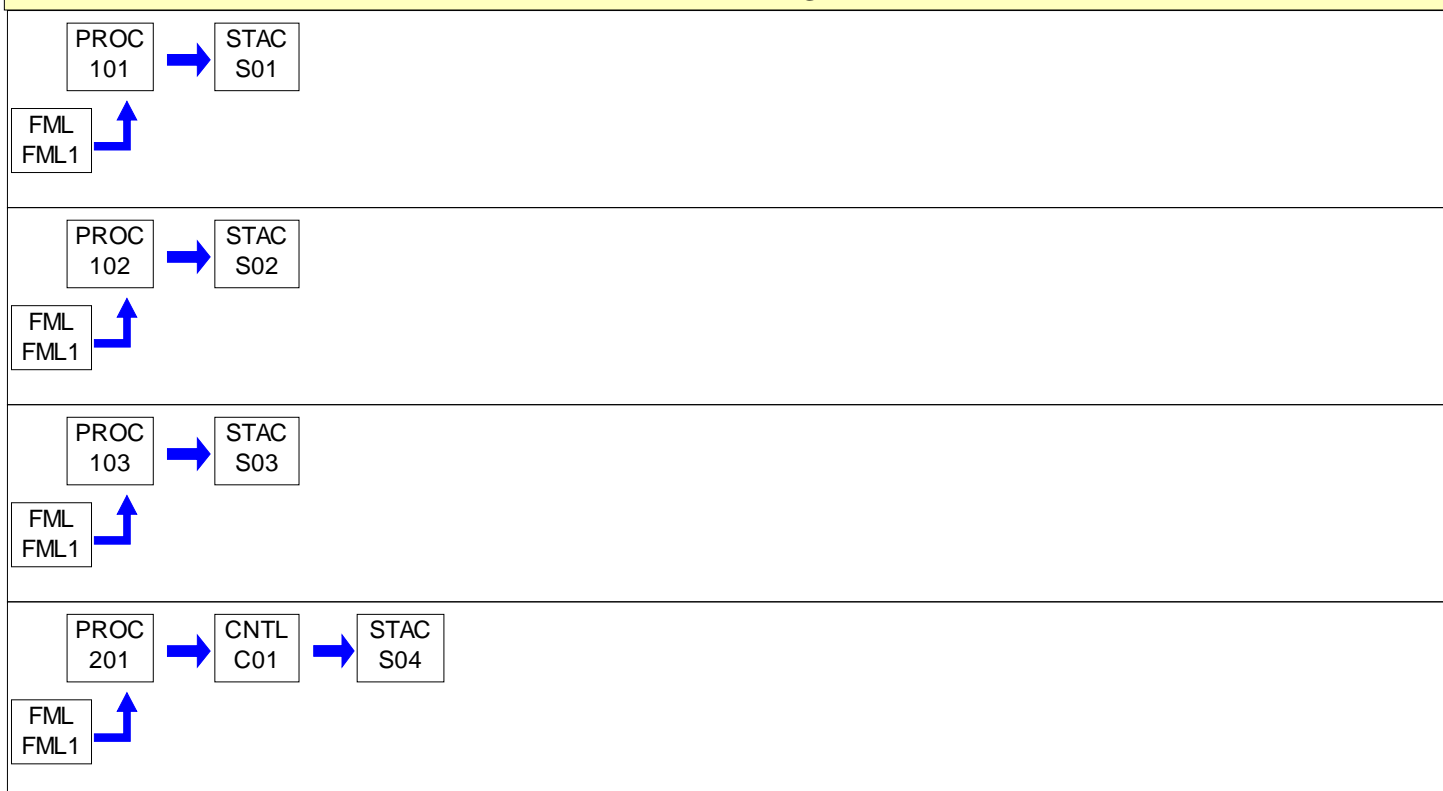 PROC
101
STAC
S01
FML
FML1
PROC
102
STAC
S02
FML
FML1
PROC
103
STAC
S03
FML
FML1
PROC
201
CNTL
C01
STAC
S04
FML
FML1